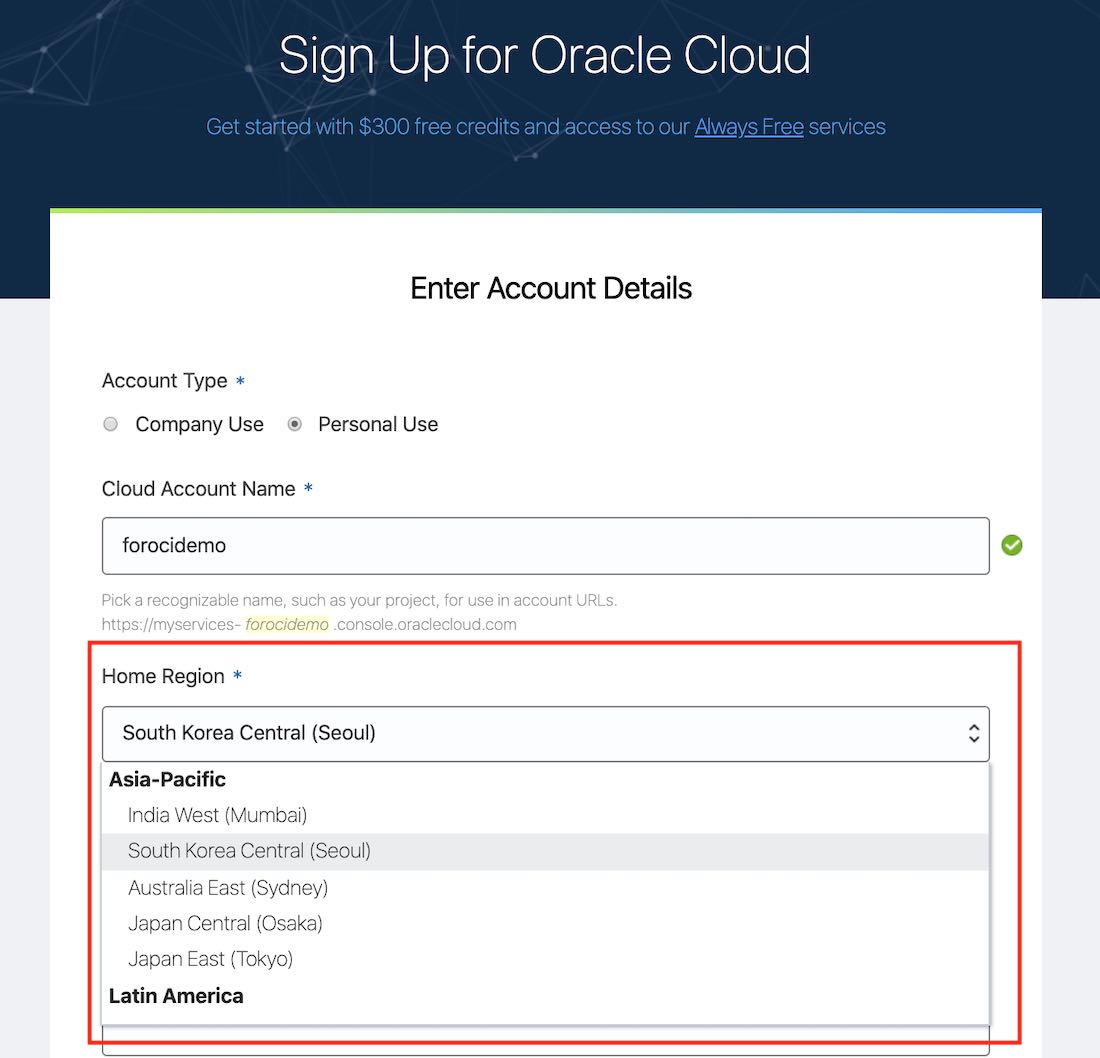 Sign Up for Oracle Cloud
Get started with $300 free credits and access to our Always Free services
Enter Account Details
Account Type *
Company Use Personal Use
Cloud Account Name *
forocidemo
Pick a recognizable name, such as your project, for use in account URLs.
https://myservices- forocidemo .console.oraclecloud.com
Home Region *
South Korea Central (Seoul)
Asia-Pacific
India West (Mumbai)
South Korea Central (Seoul)
Australia East (Sydney)
Japan Central (Osaka)
Japan East (Tokyo)
Latin America